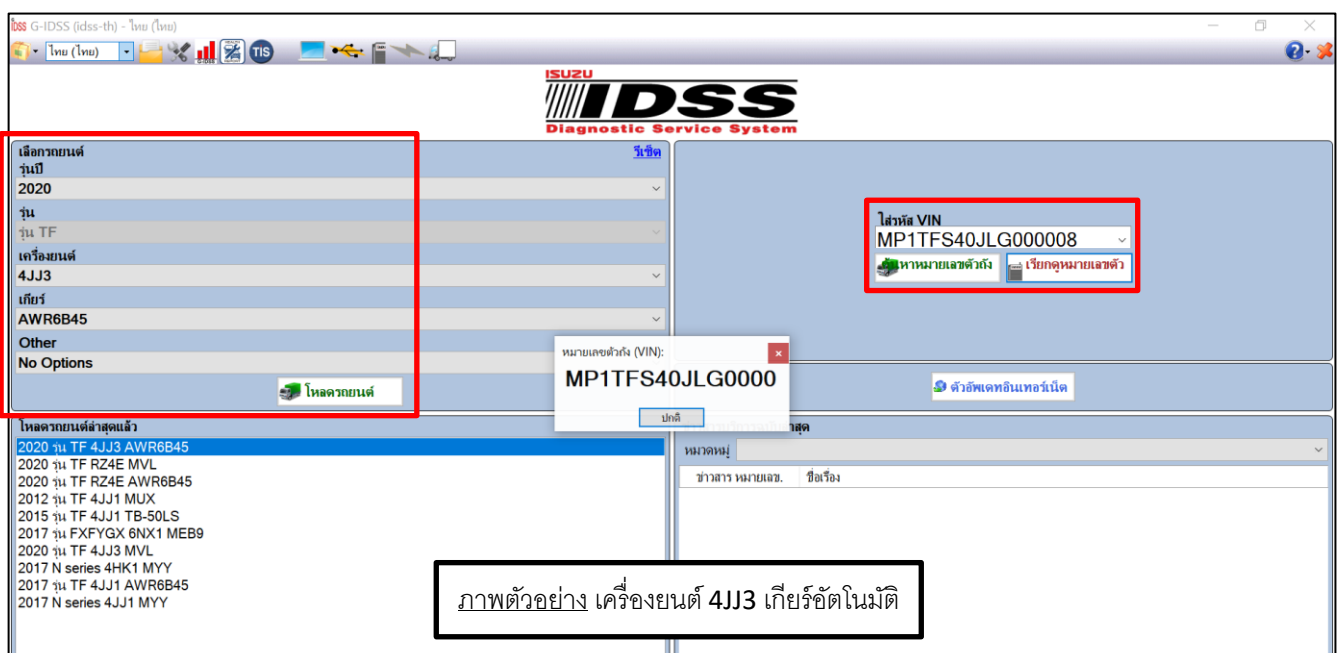 G-IDSS (idss-th) - ไทย (ไทย)
ไทย (ไทย)
TIS
ISUZU
IDSS
Diagnostic Service System
เลือกรถยนต์
รีเซ็ต
รุ่นปี
2020
รุ่น
รุ่น TF
เครื่องยนต์
4JJ3
เกียร์
AWR6B45
Other
No Options
โหลดรถยนต์
ใส่รหัส VIN
MP1TFS40JLG000008
หาหมายเลขตัวถัง
เรียกดูหมายเลขตัว
หมายเลขตัวถัง (VIN):
MP1TFS40JLG0000
ปกติ
ตัวอัพเดทอินเทอร์เน็ต
โหลดรถยนต์ล่าสุดแล้ว
2020 รุ่น TF 4JJ3 AWR6B45
2020 รุ่น TF RZ4E MVL
2020 รุ่น TF RZ4E AWR6B45
2012 รุ่น TF 4JJ1 MUX
2015 รุ่น TF 4JJ1 TB-50LS
2017 รุ่น FXFYGX 6NX1 MEB9
2020 รุ่น TF 4JJ3 MVL
2017 N series 4HK1 MYY
2017 รุ่น TF 4JJ1 AWR6B45
2017 N series 4JJ1 MYY
หมวดหมู่
ข่าวสาร หมายเลข.
ชื่อเรื่อง
ภาพตัวอย่าง เครื่องยนต์ 4JJ3 เกียร์อัตโนมัติ